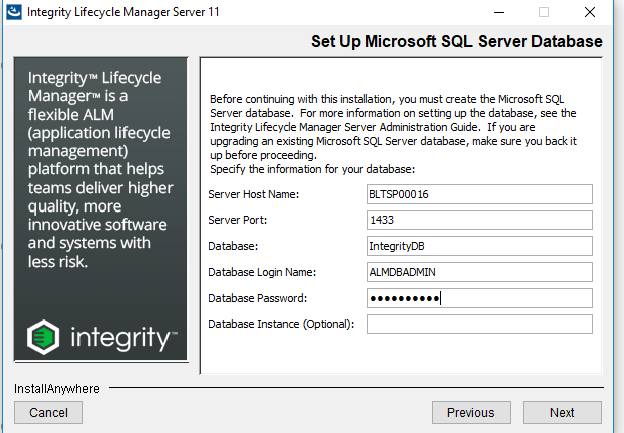 Integrity Lifecycle Manager Server 11
Set Up Microsoft SQL Server Database
Integrity™ Lifecycle
Manager™ is a
flexible ALM
(application lifecycle
management)
platform that helps
teams deliver higher
quality, more
innovative software
and systems with
less risk.
integrity™
Before continuing with this installation, you must create the Microsoft SQL
Server database.  For more information on setting up the database, see the
Integrity Lifecycle Manager Server Administration Guide.  If you are
upgrading an existing Microsoft SQL Server database, make sure you back it
up before proceeding.
Specify the information for your database:
Server Host Name: BLTSP00016
Server Port: 1433
Database: IntegrityDB
Database Login Name: ALMDBADMIN
Database Password: ●●●●●●●●●●
Database Instance (Optional):
InstallAnywhere
Cancel Previous Next